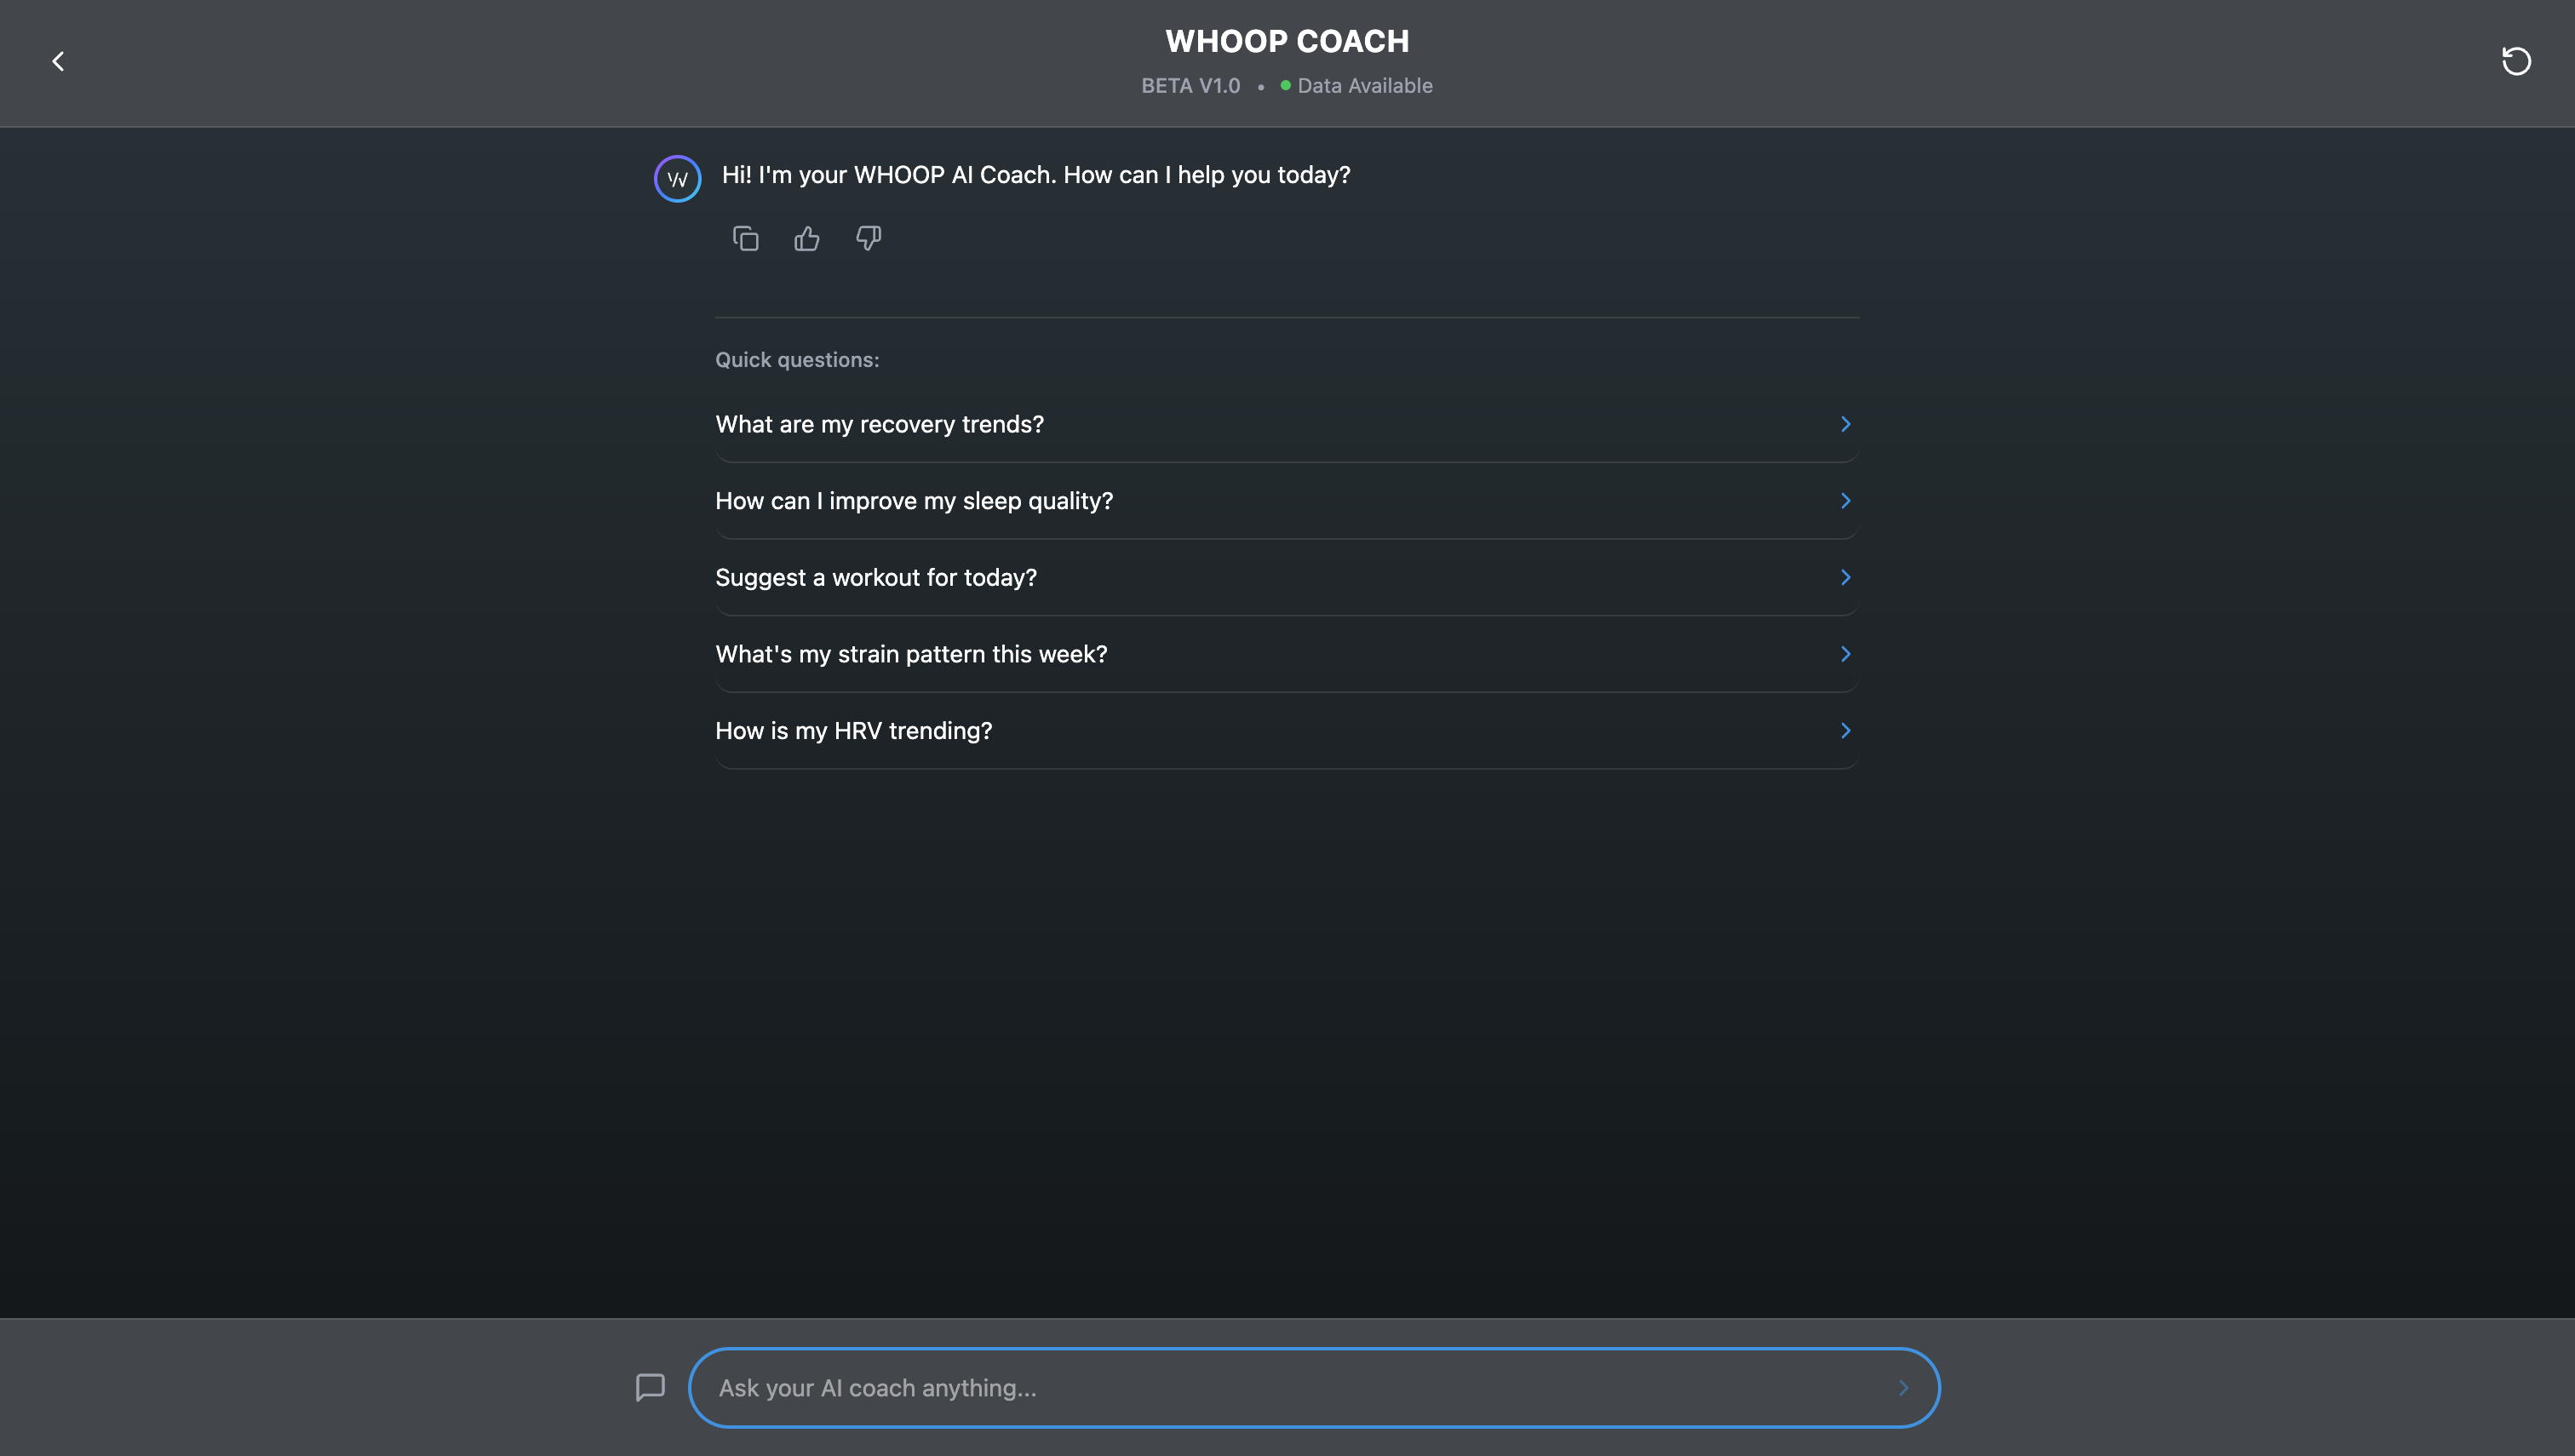 WHOOP COACH
BETA V1.0 • Data Available
Hi! I'm your WHOOP AI Coach. How can I help you today?
Quick questions:
What are my recovery trends?
How can I improve my sleep quality?
Suggest a workout for today?
What's my strain pattern this week?
How is my HRV trending?
Ask your AI coach anything...